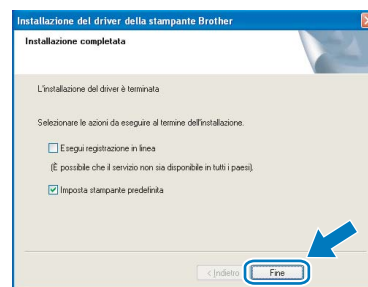 Installazione del driver della stampante Brother
Installazione completata
L'installazione del driver è terminata
Selezionare le azioni da eseguire al termine dell'installazione.
Esegui registrazione in linea
(È possibile che il servizio non sia disponibile in tutti i paesi).
Imposta stampante predefinita
< Indietro
Fine